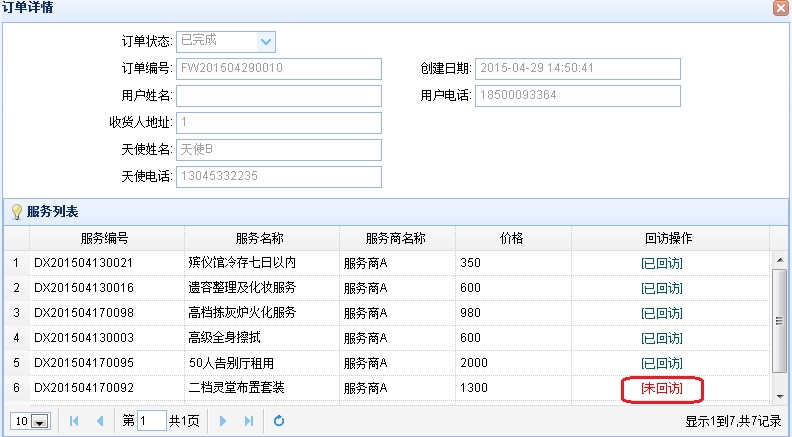 订单详情
订单状态: 已完成
订单编号: FW201504290010 创建日期: 2015-04-29 14:50:41
用户姓名: 用户电话: 18500093364
收货人地址: 1
天使姓名: 天使B
天使电话: 13045332235
服务列表
服务编号 服务名称 服务商名称 价格 回访操作
1 DX201504130021 殡仪馆冷存七日以内 服务商A 350 [已回访]
2 DX201504130016 遗容整理及化妆服务 服务商A 600 [已回访]
3 DX201504170098 高档拣灰炉火化服务 服务商A 980 [已回访]
4 DX201504130003 高级全身擦拭 服务商A 600 [已回访]
5 DX201504170095 50人告别厅租用 服务商A 2000 [已回访]
6 DX201504170092 二档灵堂布置套装 服务商A 1300 [未回访]
10 第 1 共1页 显示1到7,共7记录